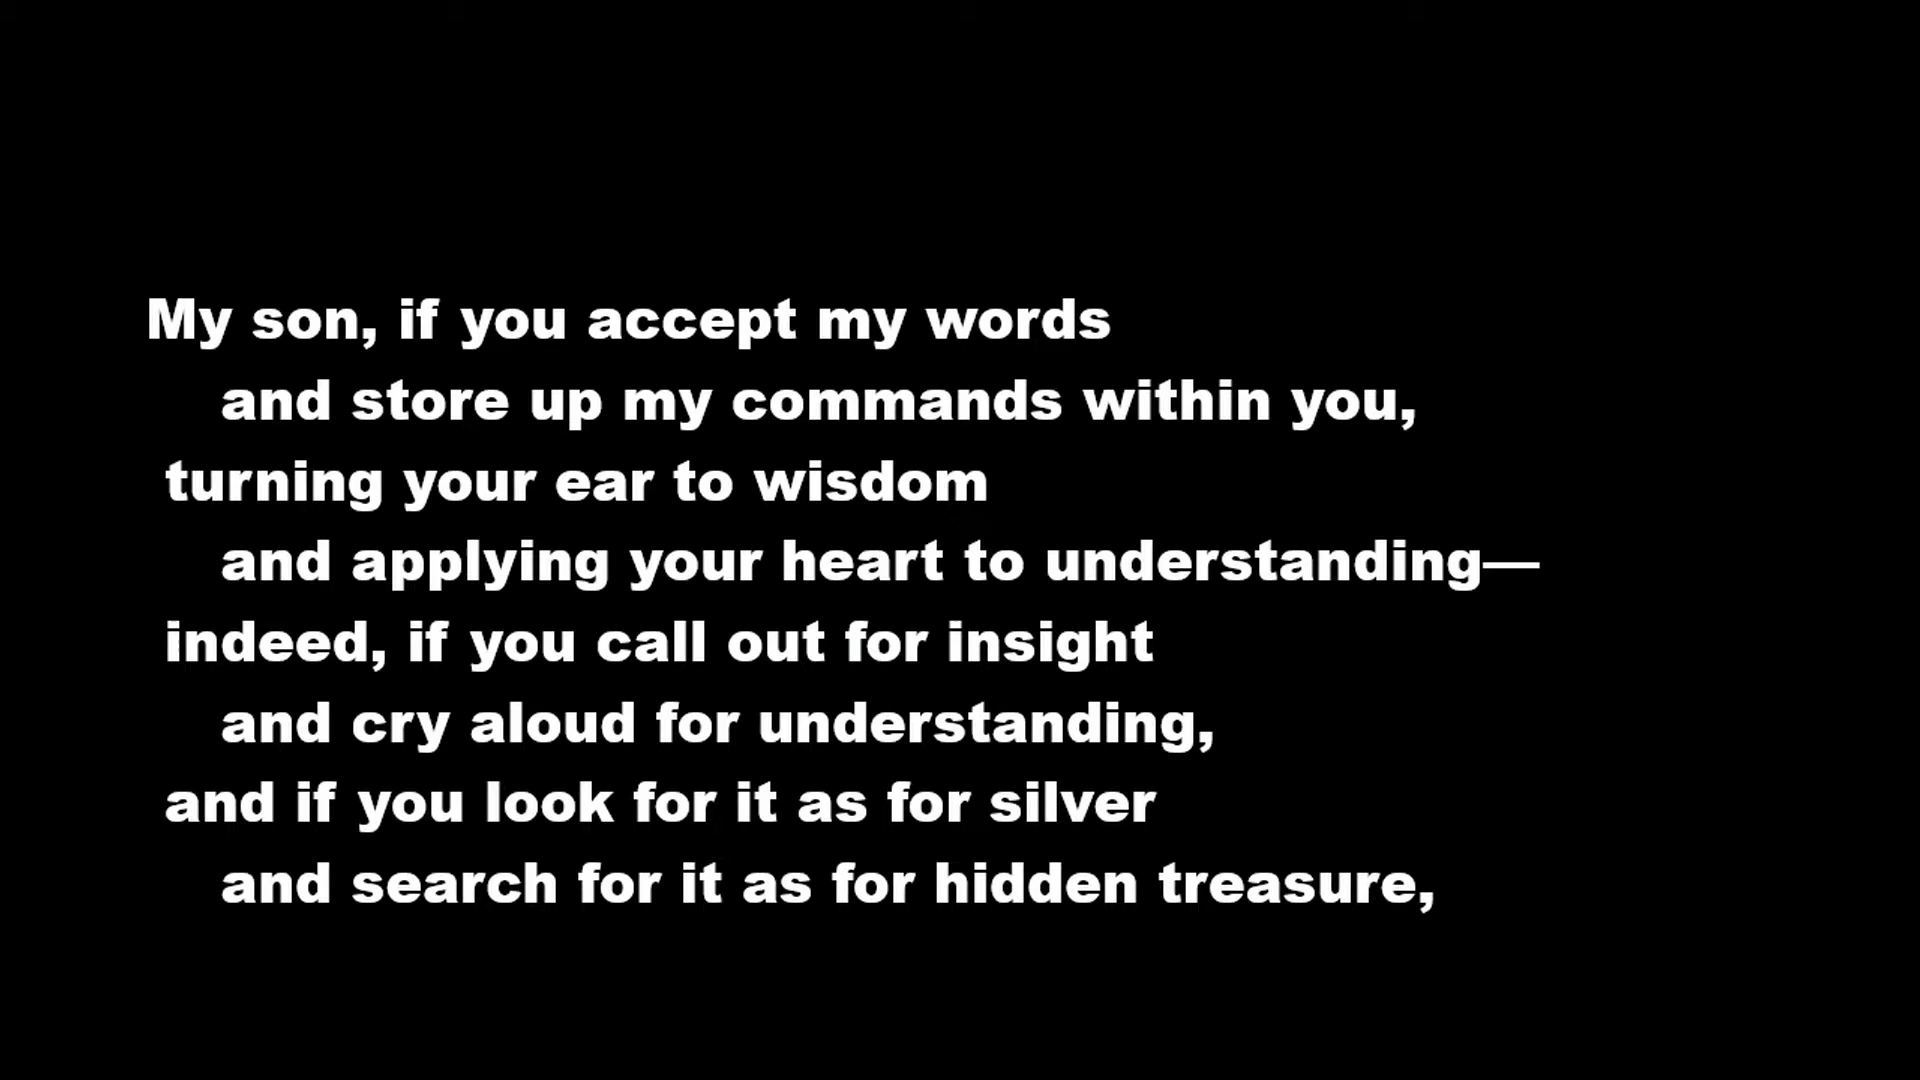 My son, if you accept my words
and store up my commands within you,
turning your ear to wisdom
and applying your heart to understanding—
indeed, if you call out for insight
and cry aloud for understanding,
and if you look for it as for silver
and search for it as for hidden treasure,